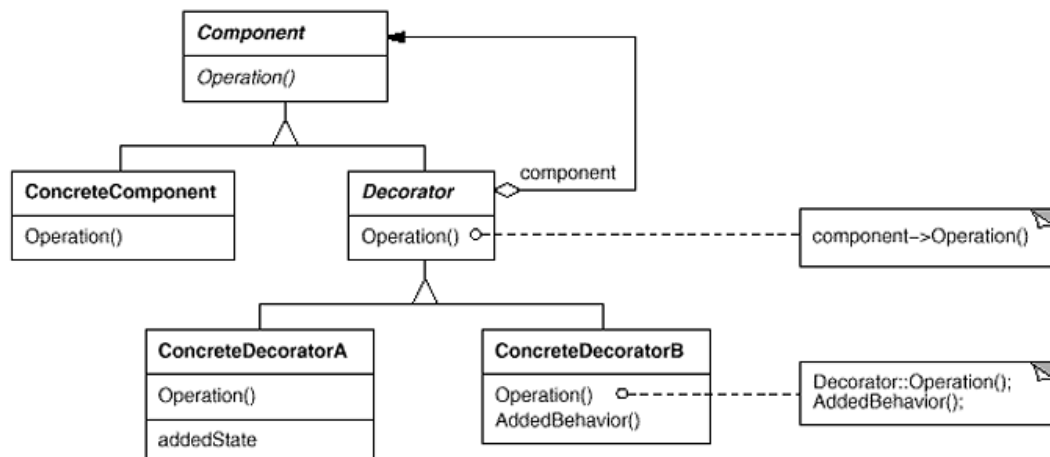 Component
Operation()
component
ConcreteComponent
Operation()
Decorator
Operation()
component–>Operation()
ConcreteDecoratorA
Operation()
addedState
ConcreteDecoratorB
Operation()
AddedBehavior()
Decorator::Operation();
AddedBehavior();